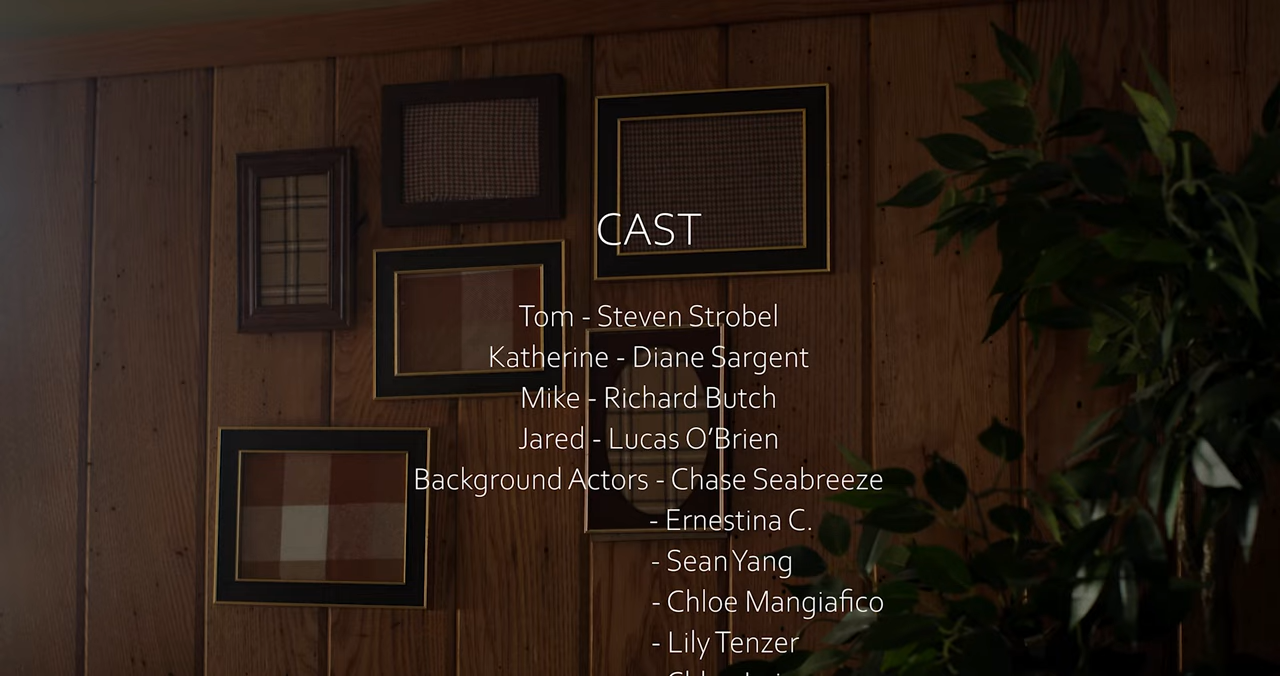 CAST
Tom - Steven Strobel
Katherine - Diane Sargent
Mike - Richard Butch
Jared - Lucas O’Brien
Background Actors - Chase Seabreeze
- Ernestina C.
- Sean Yang
- Chloe Mangiafico
- Lily Tenzer